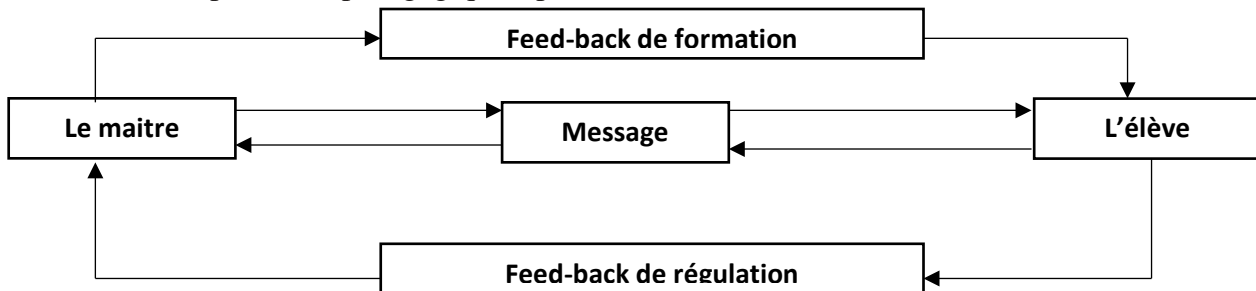 Feed-back de formation
Le maitre
Message
L’élève
Feed-back de régulation